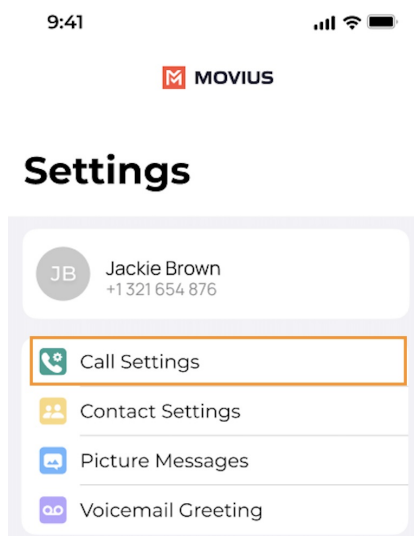 9:41
MOVIUS
Settings
JB
Jackie Brown
+1 321 654 876
Call Settings
Contact Settings
Picture Messages
Voicemail Greeting